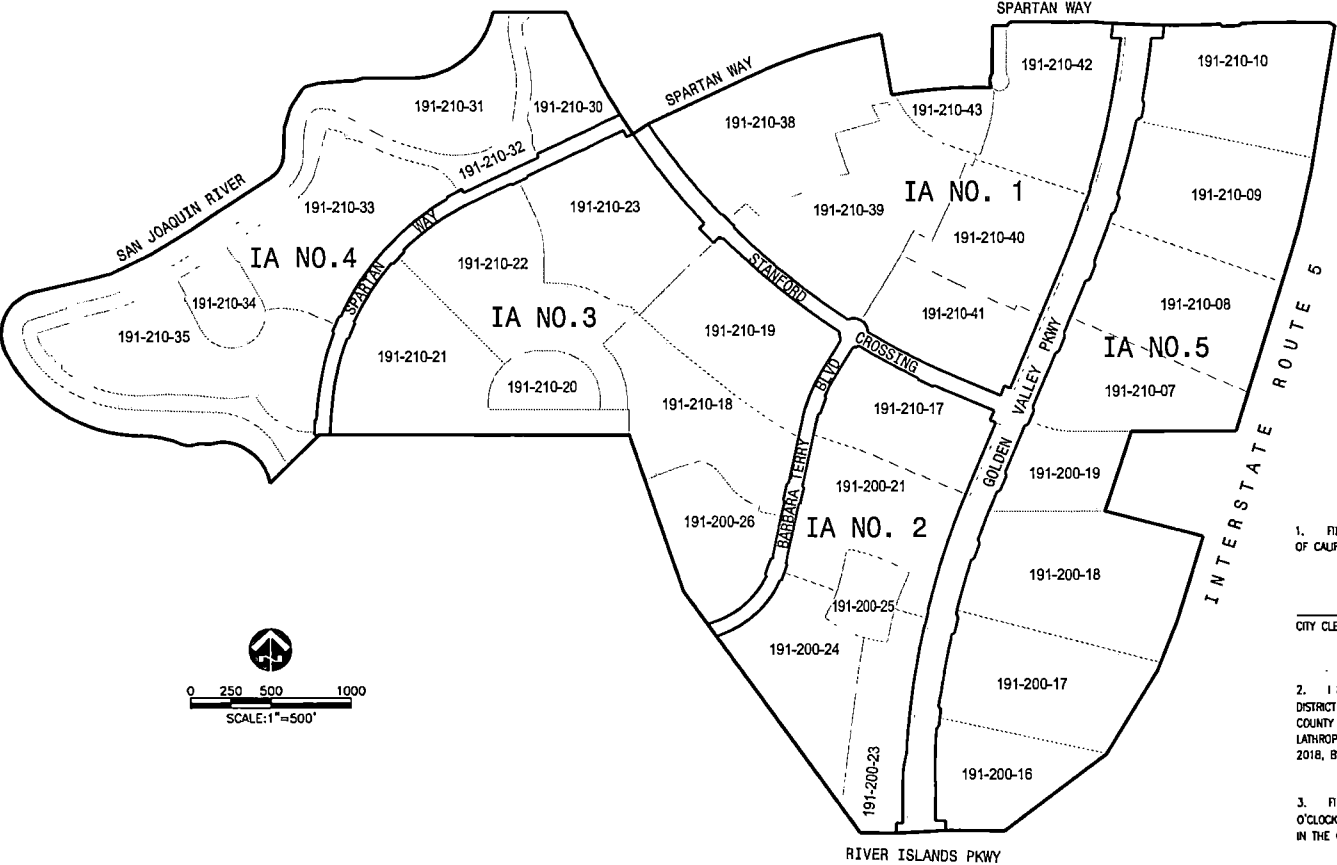 SPARTAN WAY
191-210-42
191-210-10
SPARTAN WAY
191-210-31
191-210-30
191-210-43
191-210-38
191-210-32
SAN JOAQUIN RIVER
191-210-33
191-210-23
191-210-39
IA NO. 1
191-210-09
191-210-40
SPARTAN WAY
IA NO.4
191-210-22
STANFORD CROSSING
191-210-34
191-210-08
191-210-41
IA NO.3
191-210-19
191-210-35
191-210-21
IA NO.5
191-210-20
191-210-07
INTERSTATE ROUTE 5
GOLDEN VALLEY PKWY
BARBARA TERRY BLVD
191-210-18
191-210-17
191-200-19
191-200-21
191-200-26
IA NO. 2
191-200-18
191-200-25
191-200-24
191-200-17
191-200-23
191-200-16
RIVER ISLANDS PKWY
0 250 500 1000
SCALE:1"=500'
1.
OF
CITY
2. I
DISTRICT
COUNTY
LATHROP
2018,
3.
O'CLOCK
IN THE